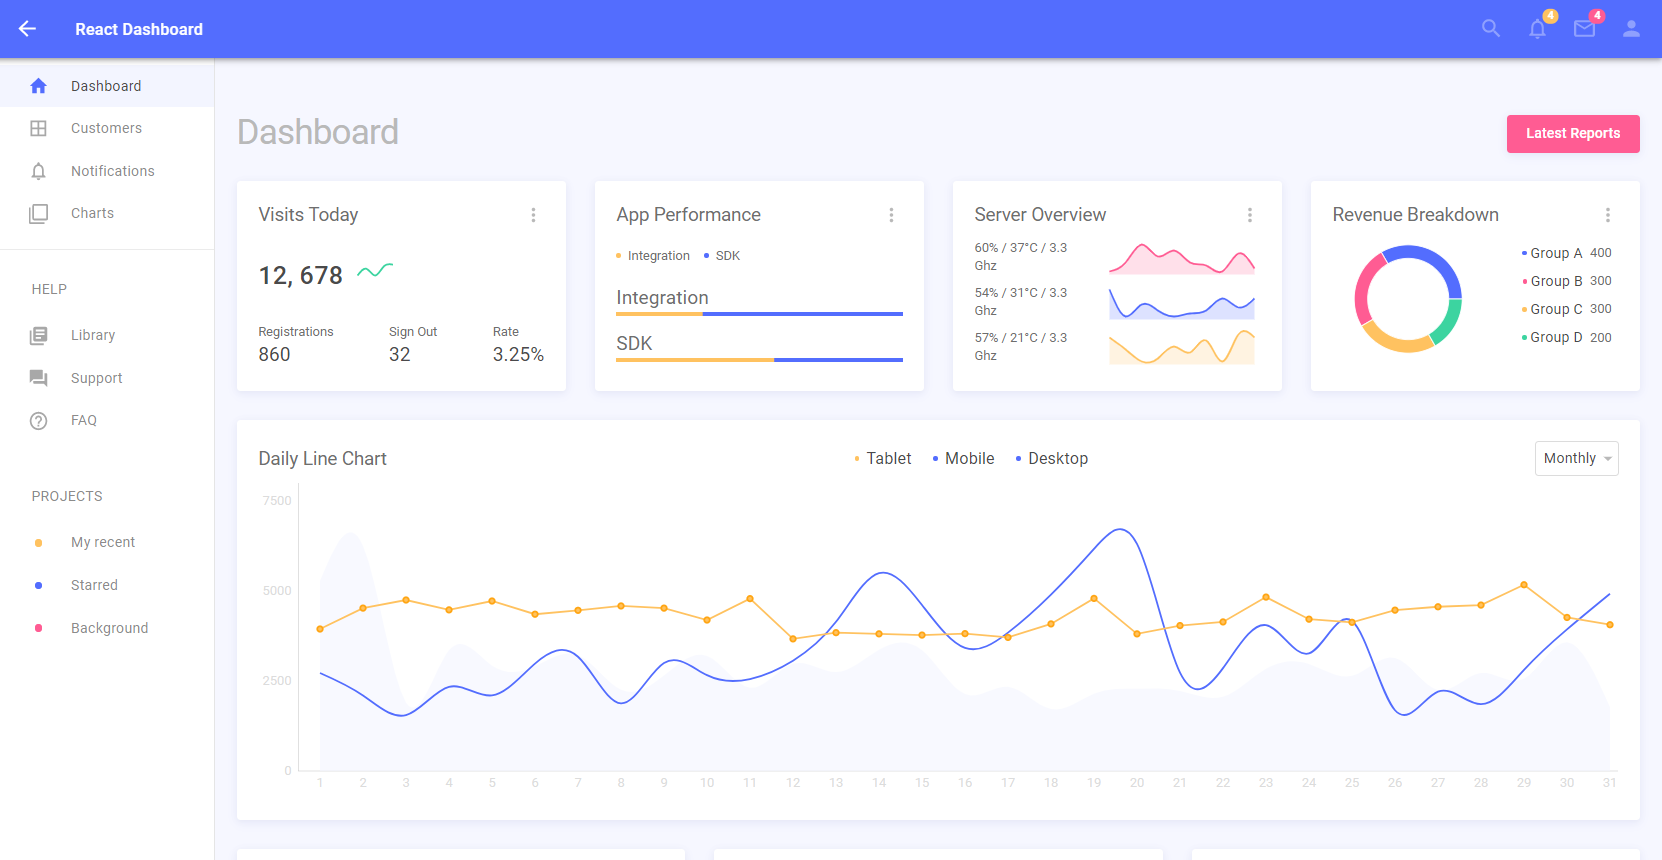 React Dashboard
4
4
Dashboard
Customers
Notifications
Charts
HELP
Library
Support
FAQ
PROJECTS
My recent
Starred
Background
Dashboard
Latest Reports
Visits Today
12, 678
Registrations Sign Out Rate
860 32 3.25%
App Performance
Integration SDK
Integration
SDK
Server Overview
60% / 37°C / 3.3
Ghz
54% / 31°C / 3.3
Ghz
57% / 21°C / 3.3
Ghz
Revenue Breakdown
Group A 400
Group B 300
Group C 300
Group D 200
Daily Line Chart
Tablet Mobile Desktop
Monthly
7500
5000
2500
0
1 2 3 4 5 6 7 8 9 10 11 12 13 14 15 16 17 18 19 20 21 22 23 24 25 26 27 28 29 30 31